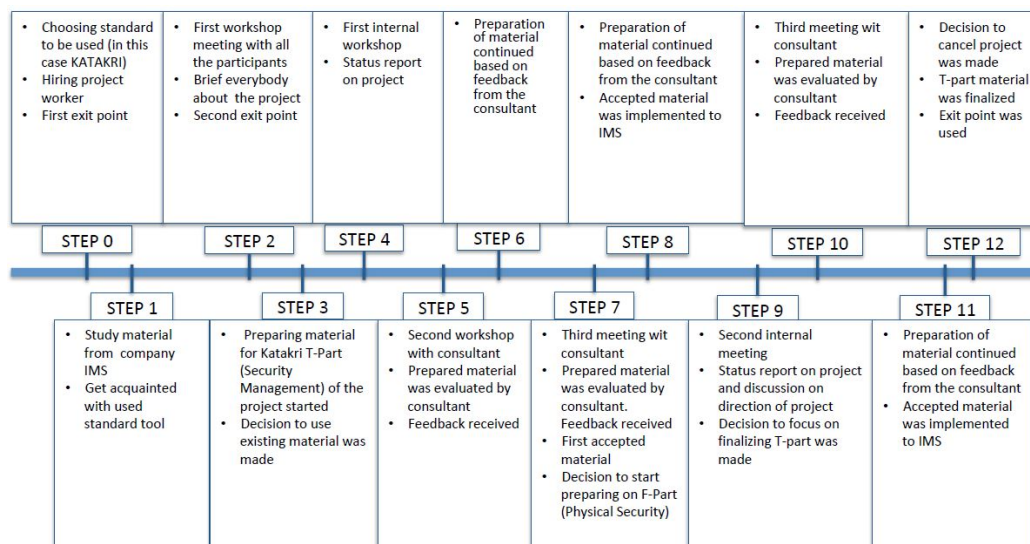 • Choosing standard
to be used (in this
case KATAKRI)
• Hiring project
worker
• First exit point
• First workshop
meeting with all
the participants
• Brief everybody
about the project
• Second exit point
• First internal
workshop
• Status report on
project
• Preparation
of material
continued
based on
feedback
from the
consultant
• Preparation of
material continued
based on feedback
from the consultant
• Accepted material
was implemented to
IMS
• Third meeting wit
consultant
• Prepared material
was evaluated by
consultant
• Feedback received
• Decision to
cancel project
was made
• T-part material
was finalized
• Exit point was
used
STEP 0
STEP 2
STEP 4
STEP 6
STEP 8
STEP 10
STEP 12
STEP 1
STEP 3
STEP 5
STEP 7
STEP 9
STEP 11
• Study material
from company
IMS
• Get acquainted
with used
standard tool
• Preparing material
for Katakri T-Part
(Security
Management) of the
project started
• Decision to use
existing material was
made
• Second workshop
with consultant
• Prepared material
was evaluated by
consultant
• Feedback received
• Third meeting wit
consultant
• Prepared material
was evaluated by
consultant.
Feedback received
• First accepted
material
• Decision to start
preparing on F-Part
(Physical Security)
• Second internal
meeting
• Status report on project
and discussion on
direction of project
• Decision to focus on
finalizing T-part was
made
• Preparation of
material continued
based on feedback
from the consultant
• Accepted material
was implemented
to IMS